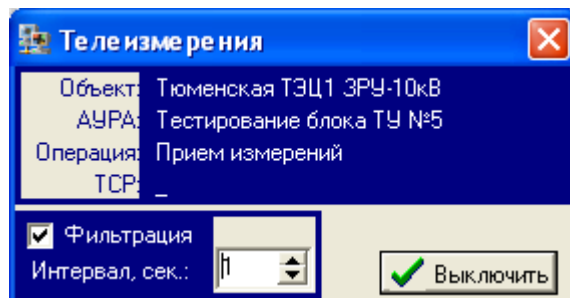 Телеизмерения
Объект: Тюменская ТЭЦ1 ЗРУ-10кВ
АУРА: Тестирование блока ТУ №5
Операция: Прием измерений
TCP: _
Фильтрация
Интервал, сек.: 1
Выключить